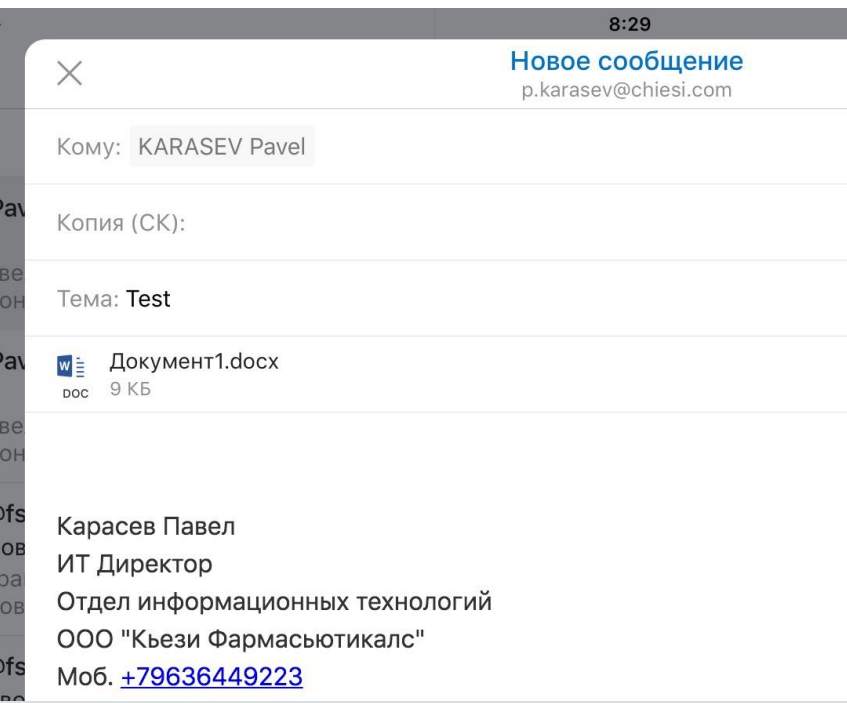 8:29
Новое сообщение
p.karasev@chiesi.com
Кому: KARASEV Pavel
Копия (СК):
Тема: Test
Документ1.docx
DOC 9 КБ
Карасев Павел
ИТ Директор
Отдел информационных технологий
ООО "Кьези Фармасьютикалс"
Моб. +79636449223